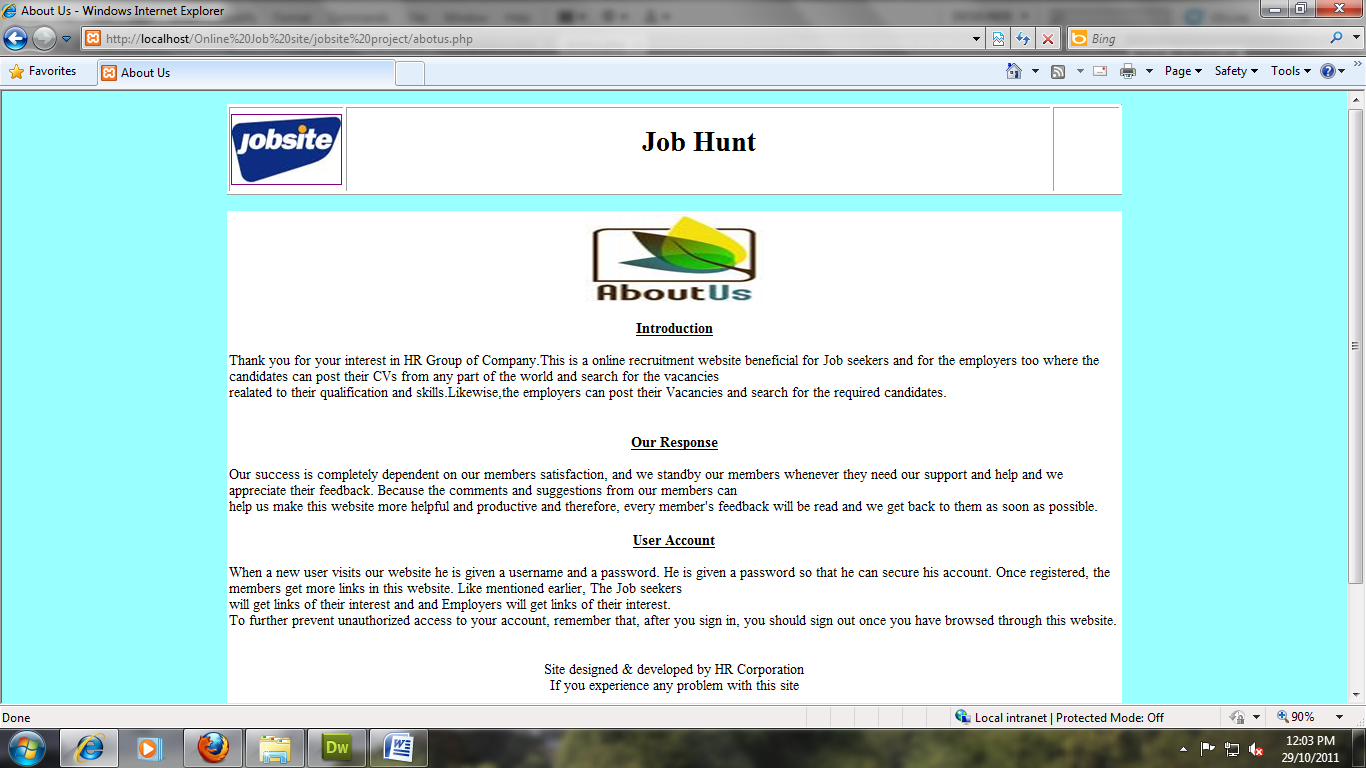 About Us - Windows Internet Explorer
http://localhost/Online%20Job%20site/jobsite%20project/abotus.php
Bing
Favorites
About Us
Page
Safety
Tools
jobsite
Job Hunt
AboutUs
Introduction
Thank you for your interest in HR Group of Company.This is a online recruitment website beneficial for Job seekers and for the employers too where the
candidates can post their CVs from any part of the world and search for the vacancies
realated to their qualification and skills.Likewise,the employers can post their Vacancies and search for the required candidates.
Our Response
Our success is completely dependent on our members satisfaction, and we standby our members whenever they need our support and help and we
appreciate their feedback. Because the comments and suggestions from our members can
help us make this website more helpful and productive and therefore, every member's feedback will be read and we get back to them as soon as possible.
User Account
When a new user visits our website he is given a username and a password. He is given a password so that he can secure his account. Once registered, the
members get more links in this website. Like mentioned earlier, The Job seekers
will get links of their interest and and Employers will get links of their interest.
To further prevent unauthorized access to your account, remember that, after you sign in, you should sign out once you have browsed through this website.
Site designed & developed by HR Corporation
If you experience any problem with this site
Done
Local intranet | Protected Mode: Off
90%
Dw
12:03 PM
29/10/2011